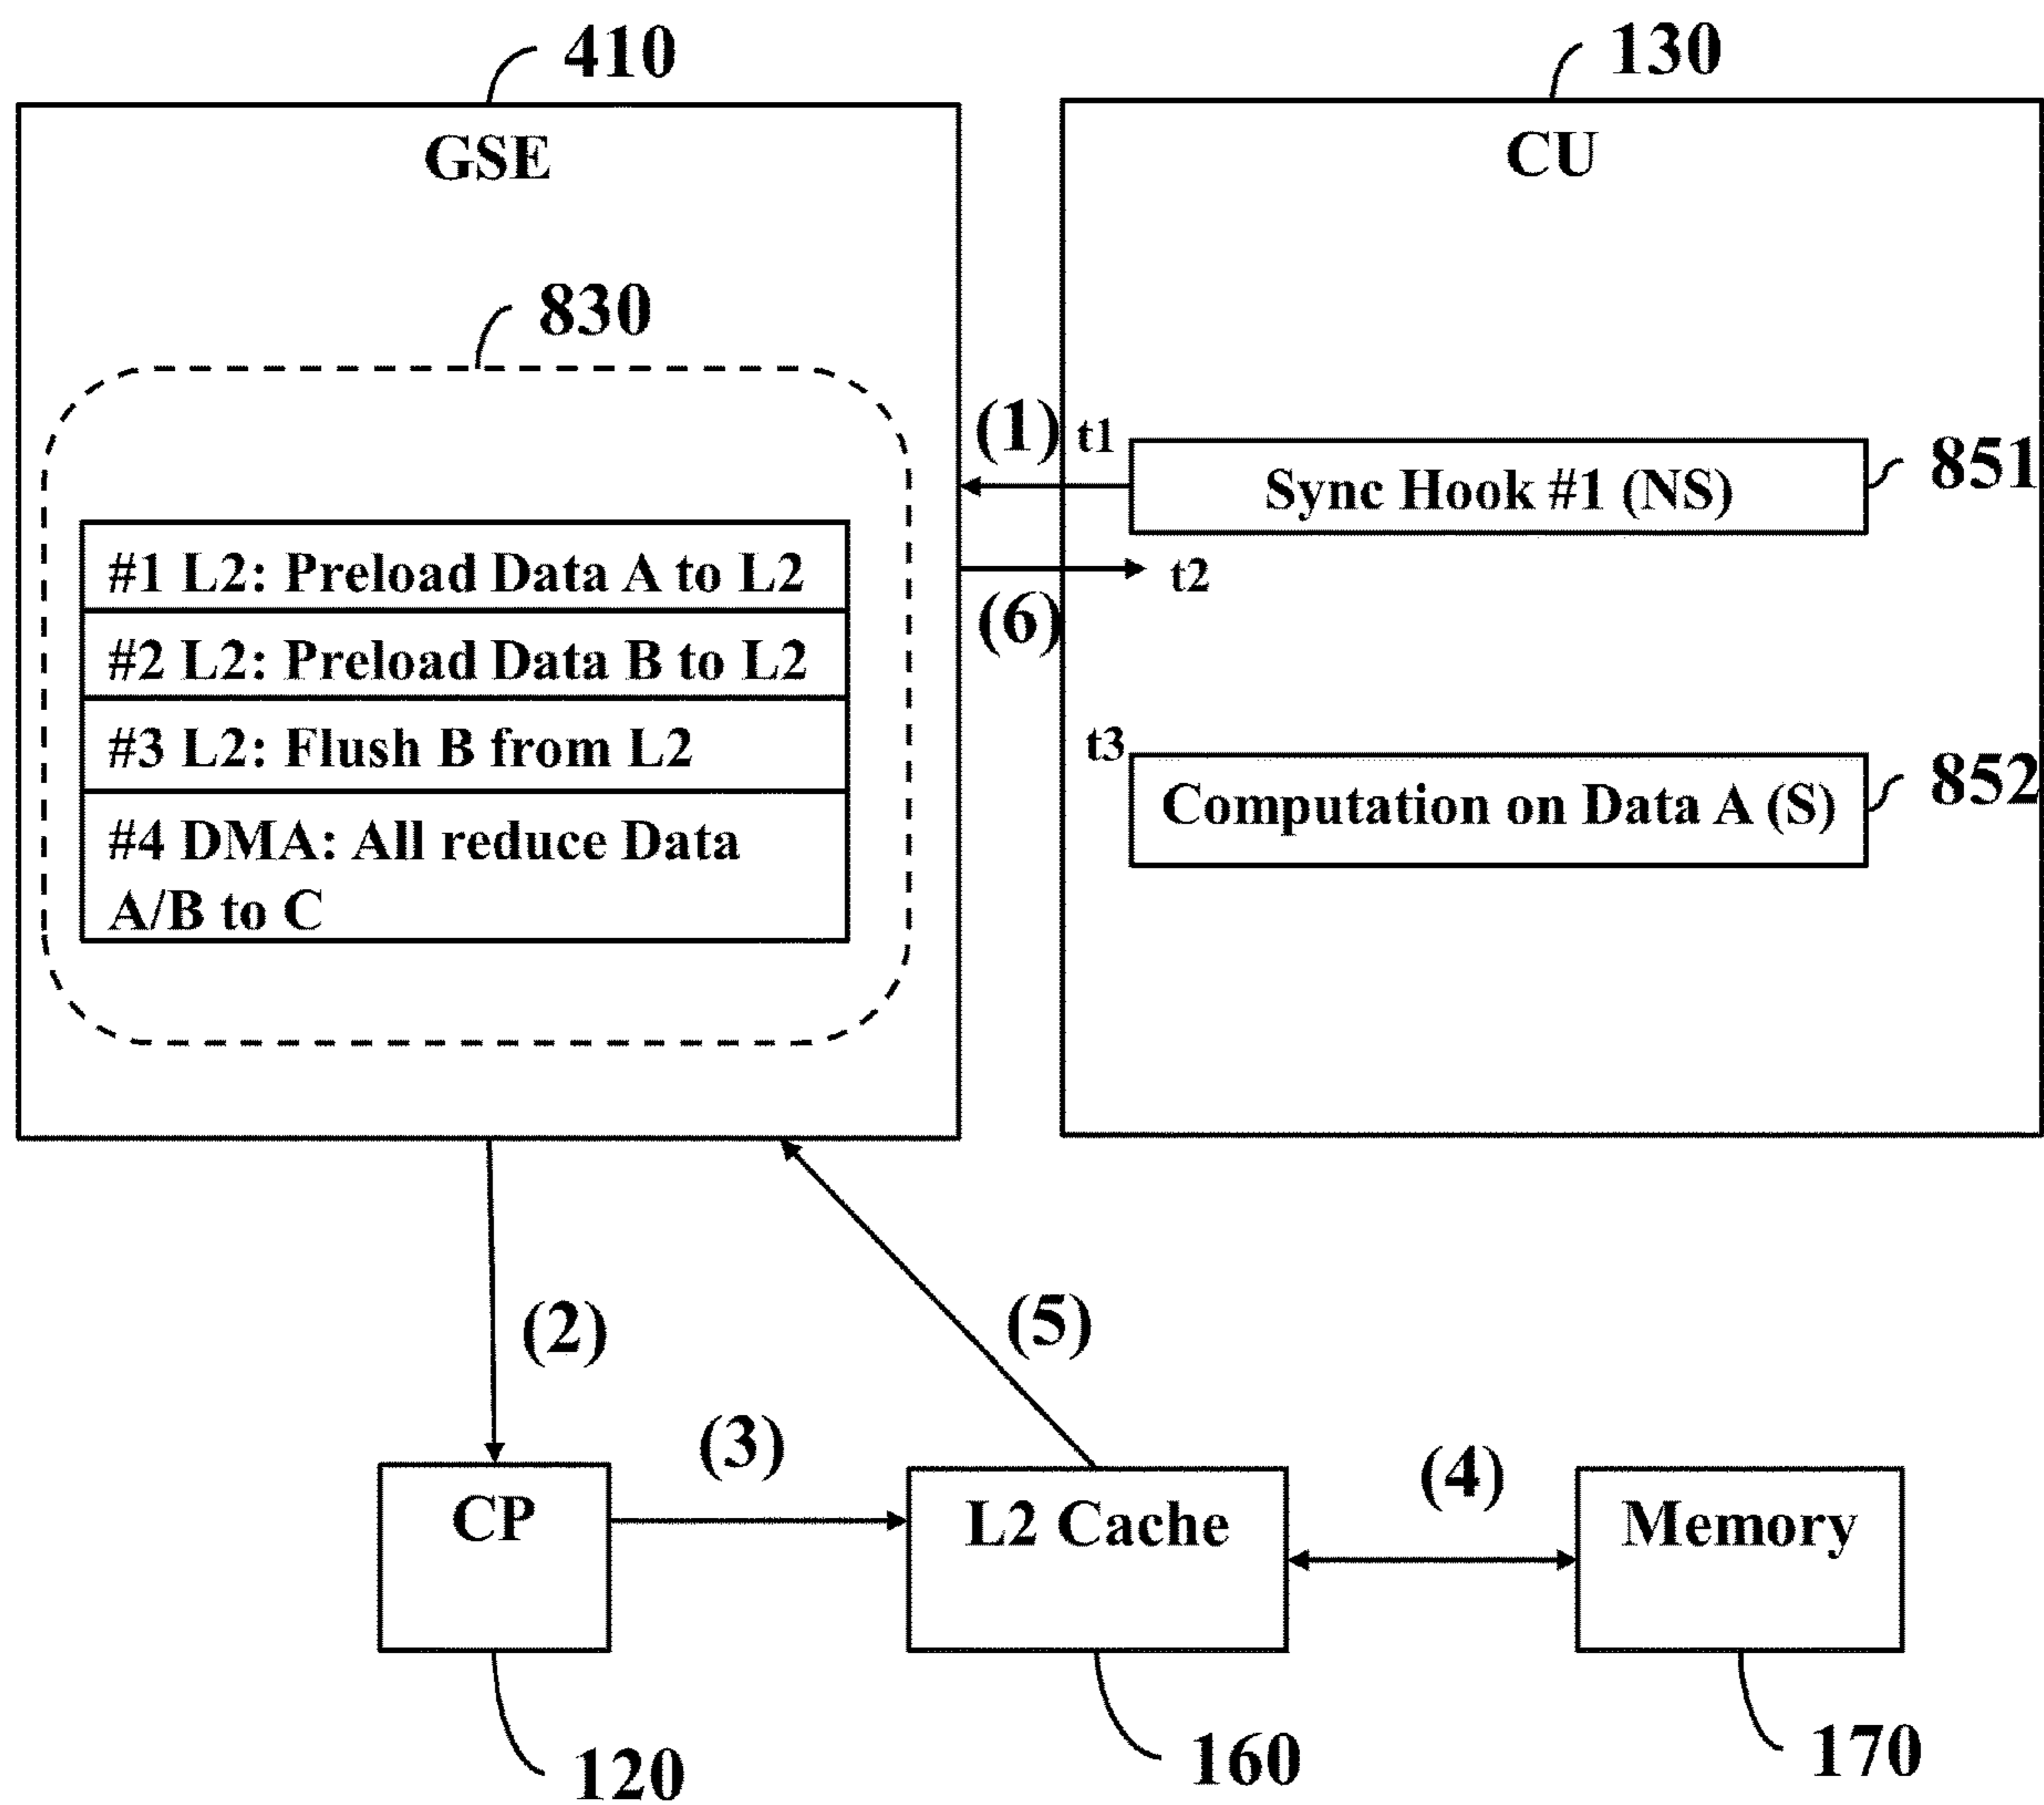 410
130
GSE
CU
830
(1)
t1
Sync Hook #1 (NS)
851
#1 L2: Preload Data A to L2
(6)
t2
#2 L2: Preload Data B to L2
#3 L2: Flush B from L2
t3
852
Computation on Data A (S)
#4 DMA: All reduce Data
A/B to C
(2)
(5)
(3)
(4)
CP
L2 Cache
Memory
120
160
170